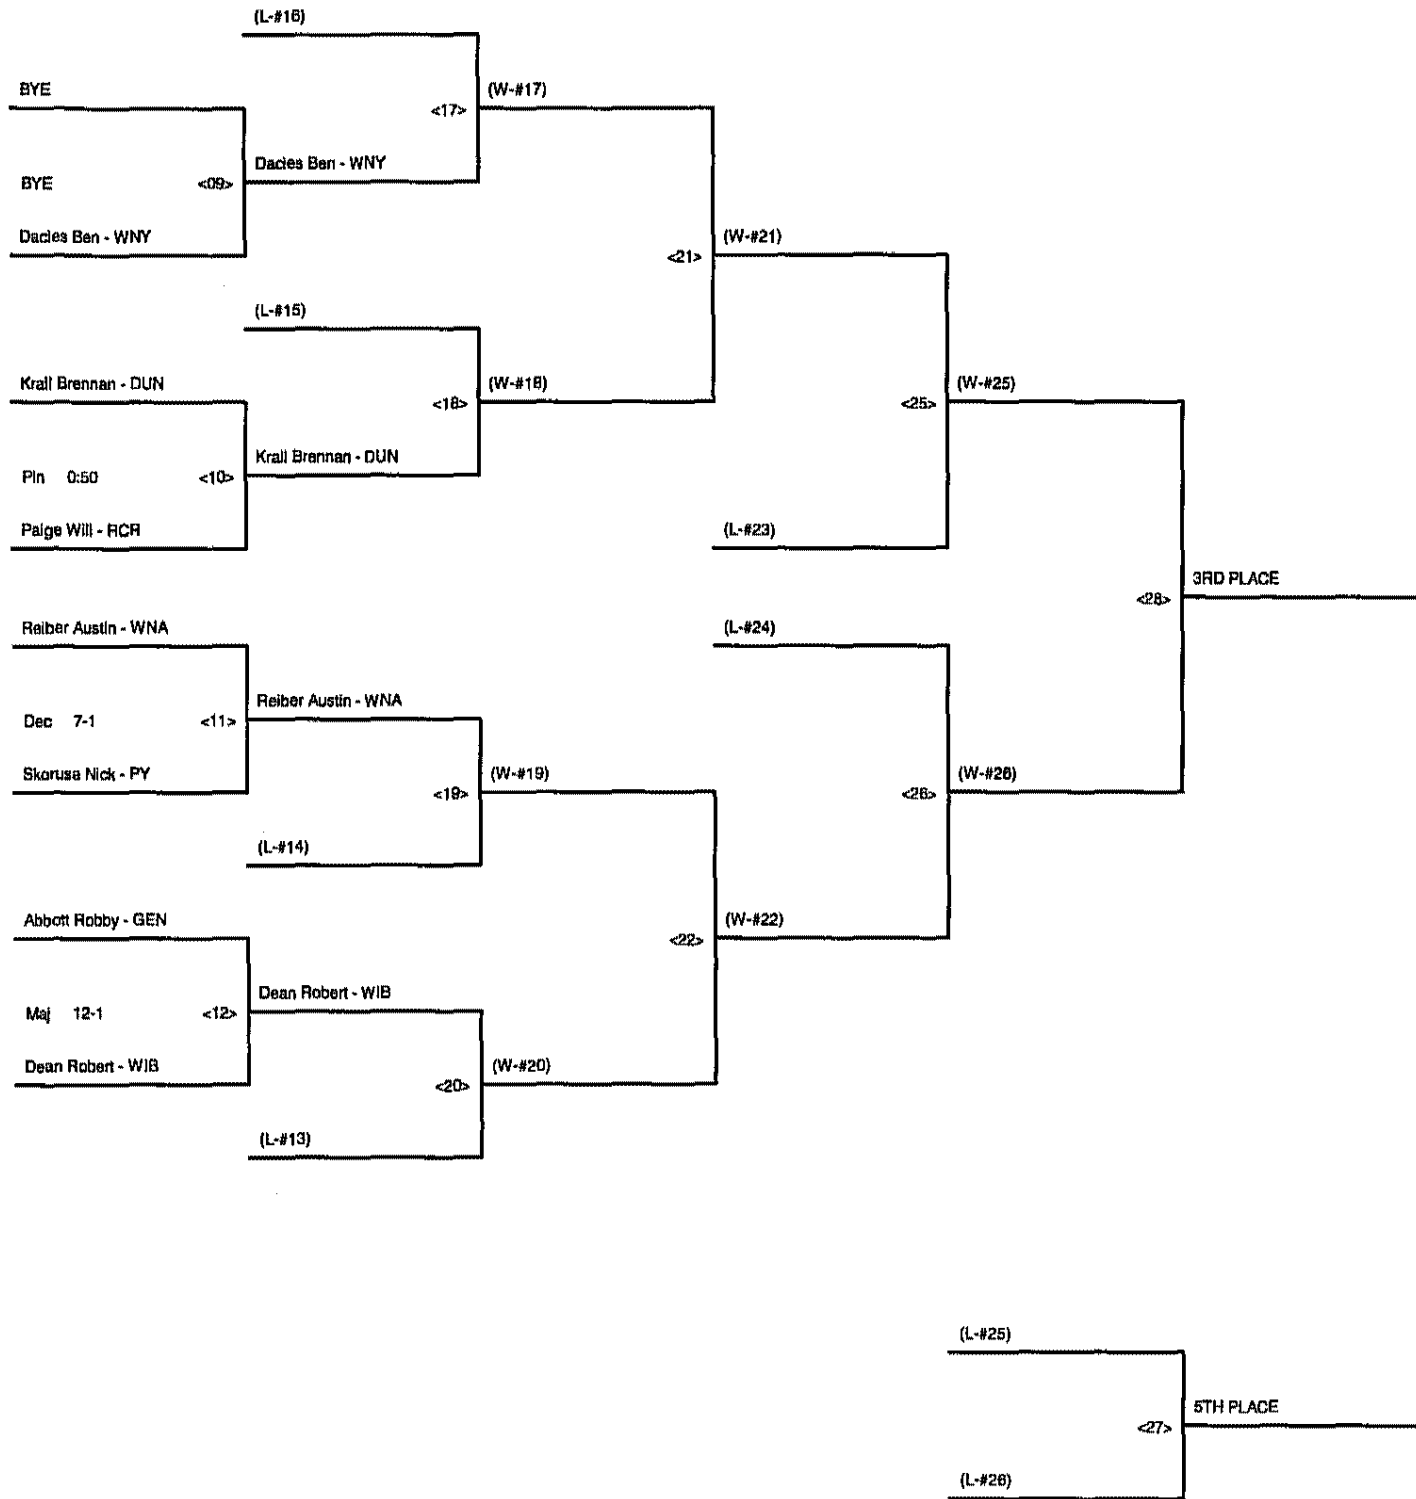 (L-#16)
BYE
(W-#17)
<17>
Dacies Ben - WNY
BYE <09>
Dacies Ben - WNY
(W-#21)
<21>
(L-#15)
Krall Brennan - DUN
(W-#18)
(W-#25)
<18>
<25>
Krall Brennan - DUN
Pin 0:50 <10>
Paige Will - RCR
(L-#23)
3RD PLACE
<28>
Reiber Austin - WNA
(L-#24)
Reiber Austin - WNA
Dec 7-1 <11>
Skoruse Nick - PY
(W-#19)
(W-#26)
<19>
<26>
(L-#14)
Abbott Robby - GEN
(W-#22)
<22>
Dean Robert - WIB
Maj 12-1 <12>
Dean Robert - WIB
(W-#20)
<20>
(L-#13)
(L-#25)
5TH PLACE
<27>
(L-#26)